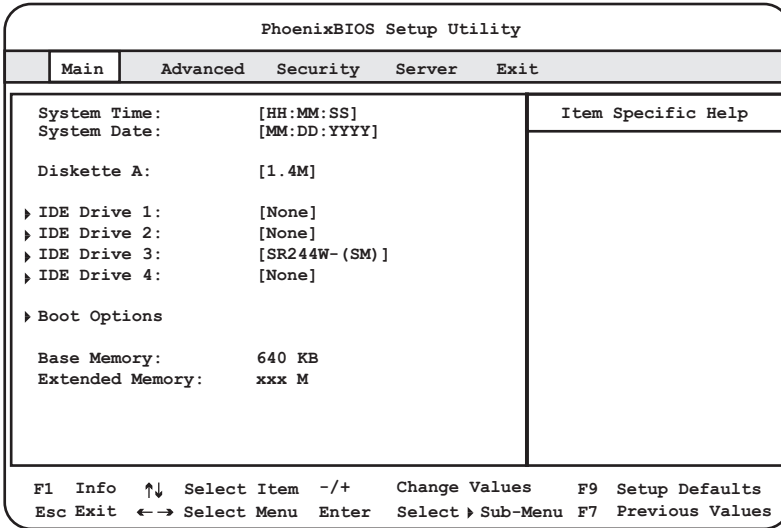 PhoenixBIOS Setup Utility
Main Advanced Security Server Exit
System Time: [HH:MM:SS]
System Date: [MM:DD:YYYY]
Diskette A: [1.4M]
IDE Drive 1: [None]
IDE Drive 2: [None]
IDE Drive 3: [SR244W-(SM)]
IDE Drive 4: [None]
Boot Options
Base Memory: 640 KB
Extended Memory: xxx M
Item Specific Help
F1 Info ↑↓ Select Item -/+ Change Values F9 Setup Defaults
Esc Exit ←→ Select Menu Enter Select ▶ Sub-Menu F7 Previous Values